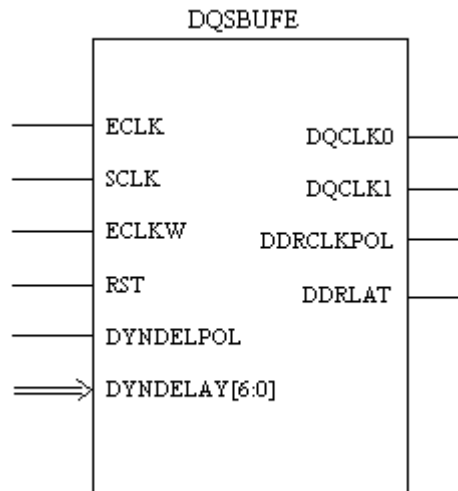 DQSBUFE
ECLK
SCLK
ECLKW
RST
DYNDELPOL
DYNDELAY[6:0]
DQCLK0
DQCLK1
DDRCLKPOL
DDRLAT